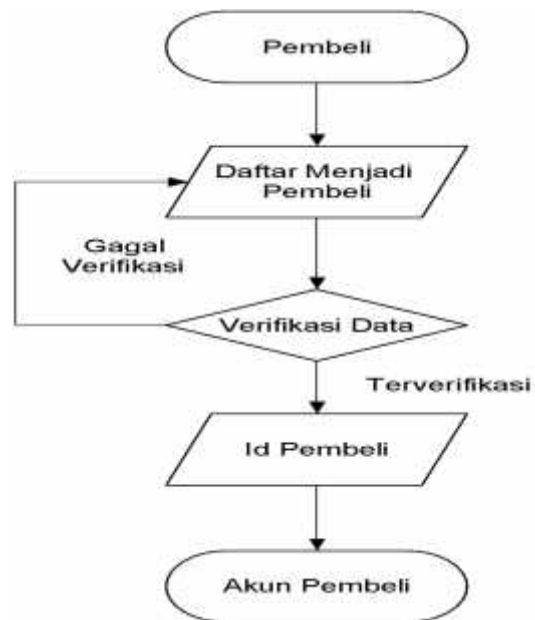 Pembeli
Daftar Menjadi
Pembeli
Gagal
Verifikasi
Verifikasi Data
Terverifikasi
Id Pembeli
Akun Pembeli